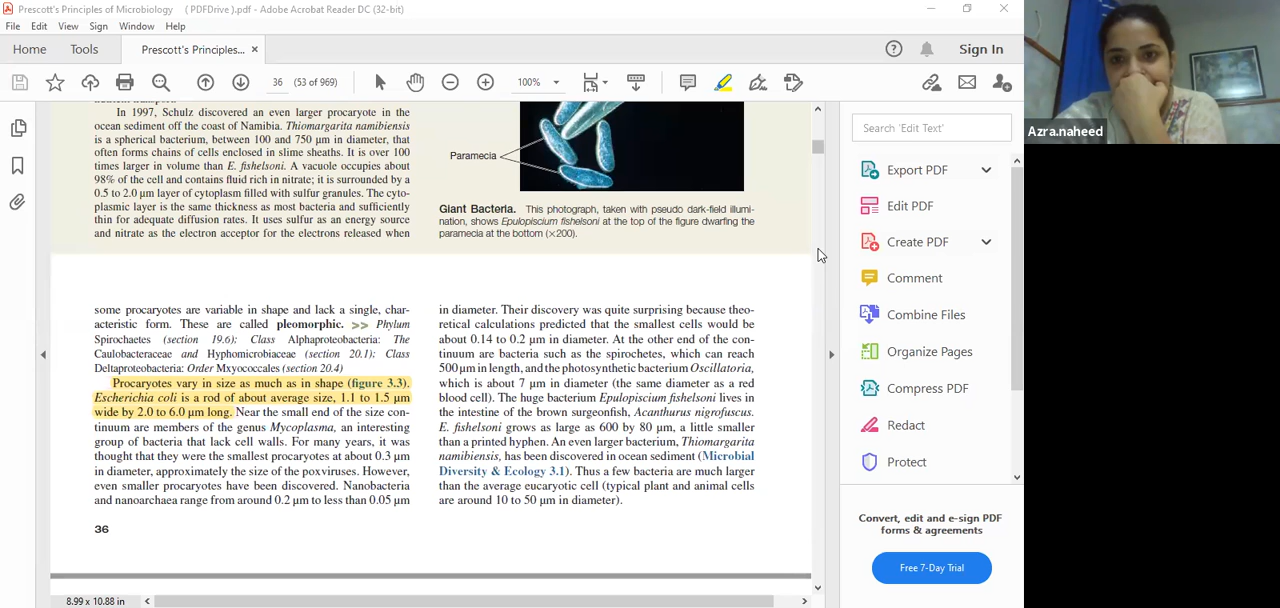 Prescott's Principles of Microbiology ( PDFDrive ).pdf - Adobe Acrobat Reader DC (32-bit)
File Edit View Sign Window Help
Home Tools Prescott's Principles... × Sign In
36 (53 of 969) 100%
In 1997, Schulz discovered an even larger procaryote in the
ocean sediment off the coast of Namibia. Thiomargarita namibiensis
is a spherical bacterium, between 100 and 750 µm in diameter, that
often forms chains of cells enclosed in slime sheaths. It is over 100
times larger in volume than E. fishelsoni. A vacuole occupies about
98% of the cell and contains fluid rich in nitrate; it is surrounded by a
0.5 to 2.0 µm layer of cytoplasm filled with sulfur granules. The cyto-
plasmic layer is the same thickness as most bacteria and sufficiently
thin for adequate diffusion rates. It uses sulfur as an energy source
and nitrate as the electron acceptor for the electrons released when
Paramecia
Giant Bacteria. This photograph, taken with pseudo dark-field illumi-
nation, shows Epulopiscium fishelsoni at the top of the figure dwarfing the
paramecia at the bottom (×200).
some procaryotes are variable in shape and lack a single, char-
acteristic form. These are called pleomorphic. >> Phylum
Spirochaetes (section 19.6); Class Alphaproteobacteria: The
Caulobacteraceae and Hyphomicrobiaceae (section 20.1); Class
Deltaproteobacteria: Order Mxyococcales (section 20.4)
Procaryotes vary in size as much as in shape (figure 3.3).
Escherichia coli is a rod of about average size, 1.1 to 1.5 µm
wide by 2.0 to 6.0 µm long. Near the small end of the size con-
tinuum are members of the genus Mycoplasma, an interesting
group of bacteria that lack cell walls. For many years, it was
thought that they were the smallest procaryotes at about 0.3 µm
in diameter, approximately the size of the poxviruses. However,
even smaller procaryotes have been discovered. Nanobacteria
and nanoarchaea range from around 0.2 µm to less than 0.05 µm
in diameter. Their discovery was quite surprising because theo-
retical calculations predicted that the smallest cells would be
about 0.14 to 0.2 µm in diameter. At the other end of the con-
tinuum are bacteria such as the spirochetes, which can reach
500 µm in length, and the photosynthetic bacterium Oscillatoria,
which is about 7 µm in diameter (the same diameter as a red
blood cell). The huge bacterium Epulopiscium fishelsoni lives
in the intestine of the brown surgeonfish, Acanthurus nigrofuscus.
E. fishelsoni grows as large as 600 by 80 µm, a little smaller
than a printed hyphen. An even larger bacterium, Thiomargarita
namibiensis, has been discovered in ocean sediment (Microbial
Diversity & Ecology 3.1). Thus a few bacteria are much larger
than the average eucaryotic cell (typical plant and animal cells
are around 10 to 50 µm in diameter).
36
8.99 x 10.88 in
Search 'Edit Text'
Export PDF
Edit PDF
Create PDF
Comment
Combine Files
Organize Pages
Compress PDF
Redact
Protect
Convert, edit and e-sign PDF
forms & agreements
Free 7-Day Trial
Azra.naheed